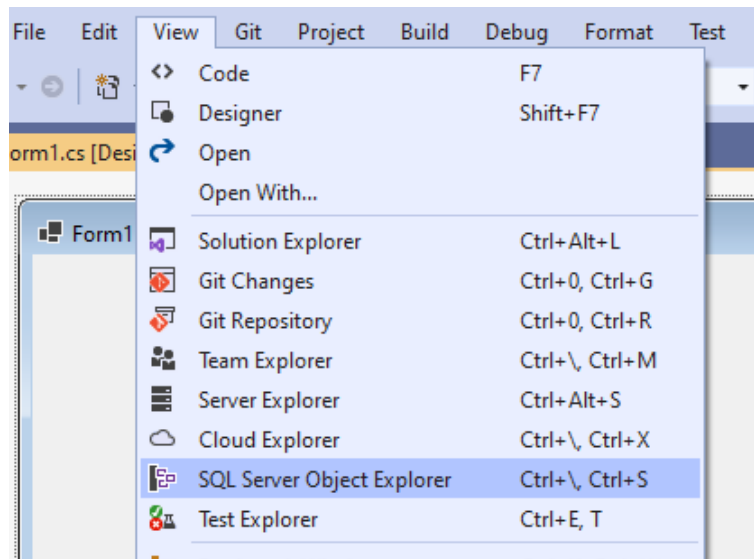 File Edit View Git Project Build Debug Format Test
orm1.cs [Desi
Form1
Code F7
Designer Shift+F7
Open
Open With...
Solution Explorer Ctrl+Alt+L
Git Changes Ctrl+0, Ctrl+G
Git Repository Ctrl+0, Ctrl+R
Team Explorer Ctrl+\, Ctrl+M
Server Explorer Ctrl+Alt+S
Cloud Explorer Ctrl+\, Ctrl+X
SQL Server Object Explorer Ctrl+\, Ctrl+S
Test Explorer Ctrl+E, T